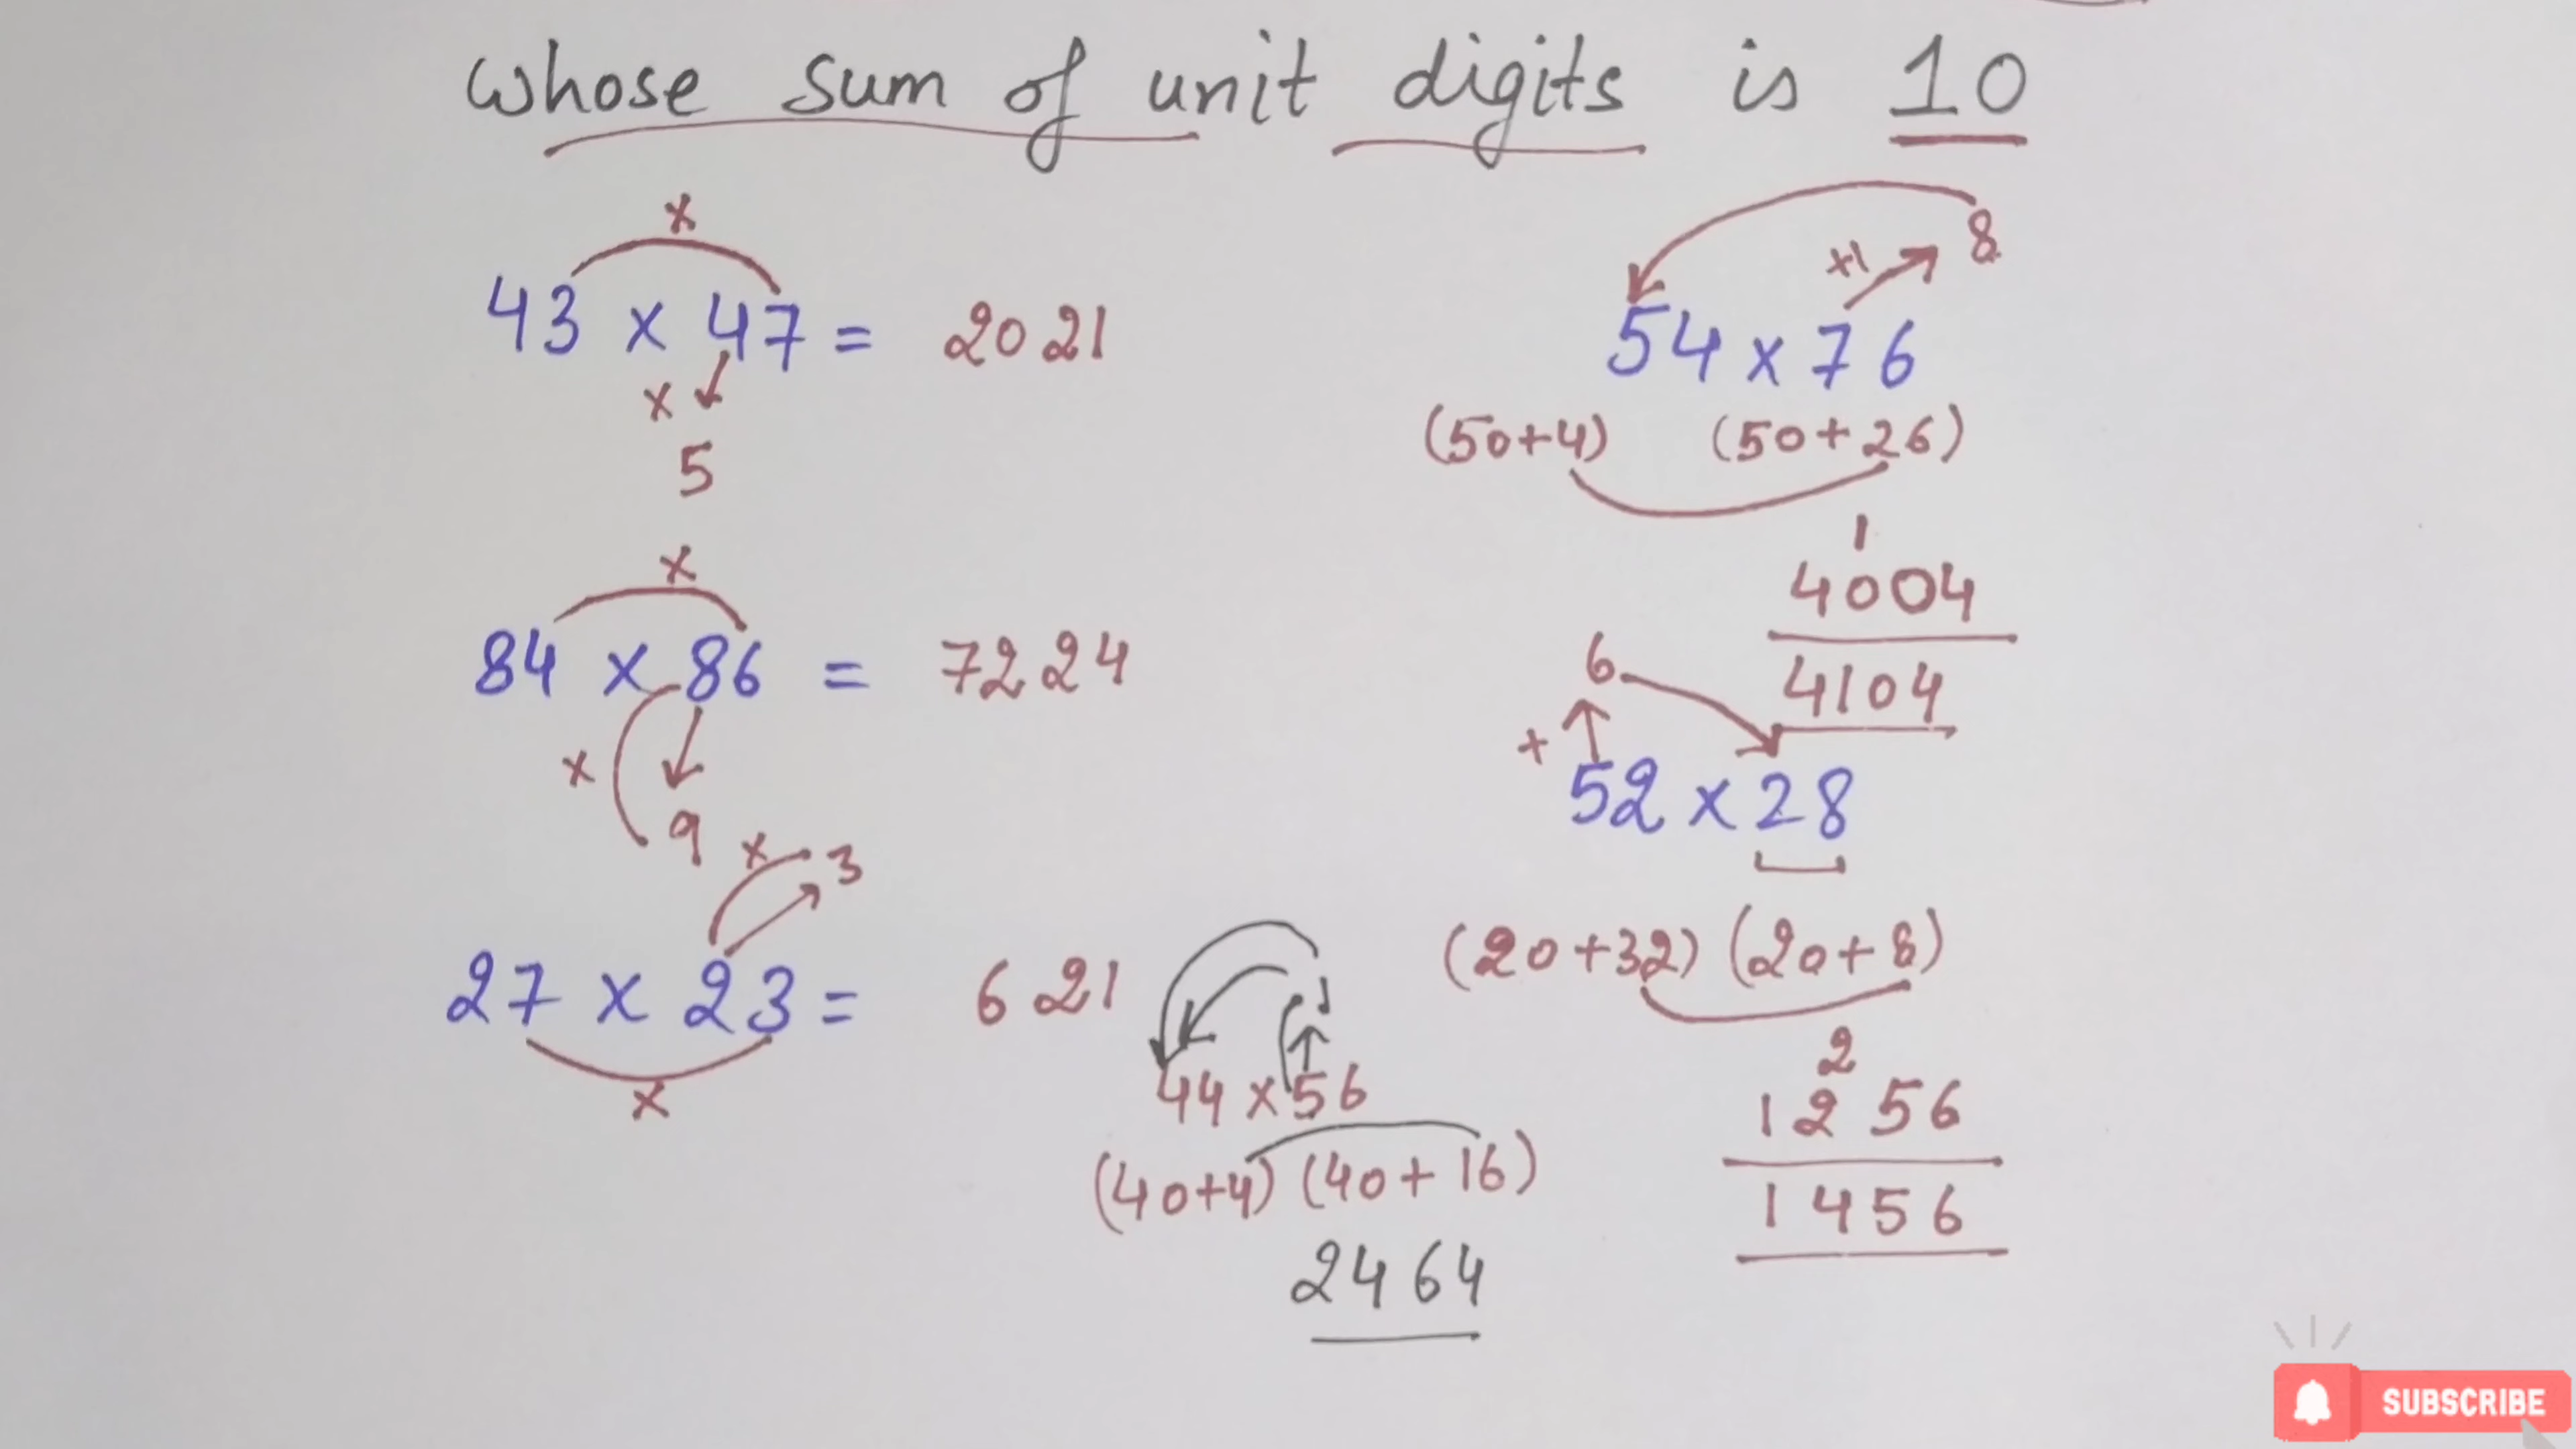 whose sum of unit digits is 10
x
43 x 47 = 2021
x
5
x
84 x 86 = 7224
x
9
x 3
27 x 23 = 621
x
44 x 56
(40+4) (40+16)
2464
8
+1
54 x 76
(50+4) (50+26)
1
4004
4104
6
+
52 x 28
(20+32) (20+8)
2
1256
1456
SUBSCRIBE